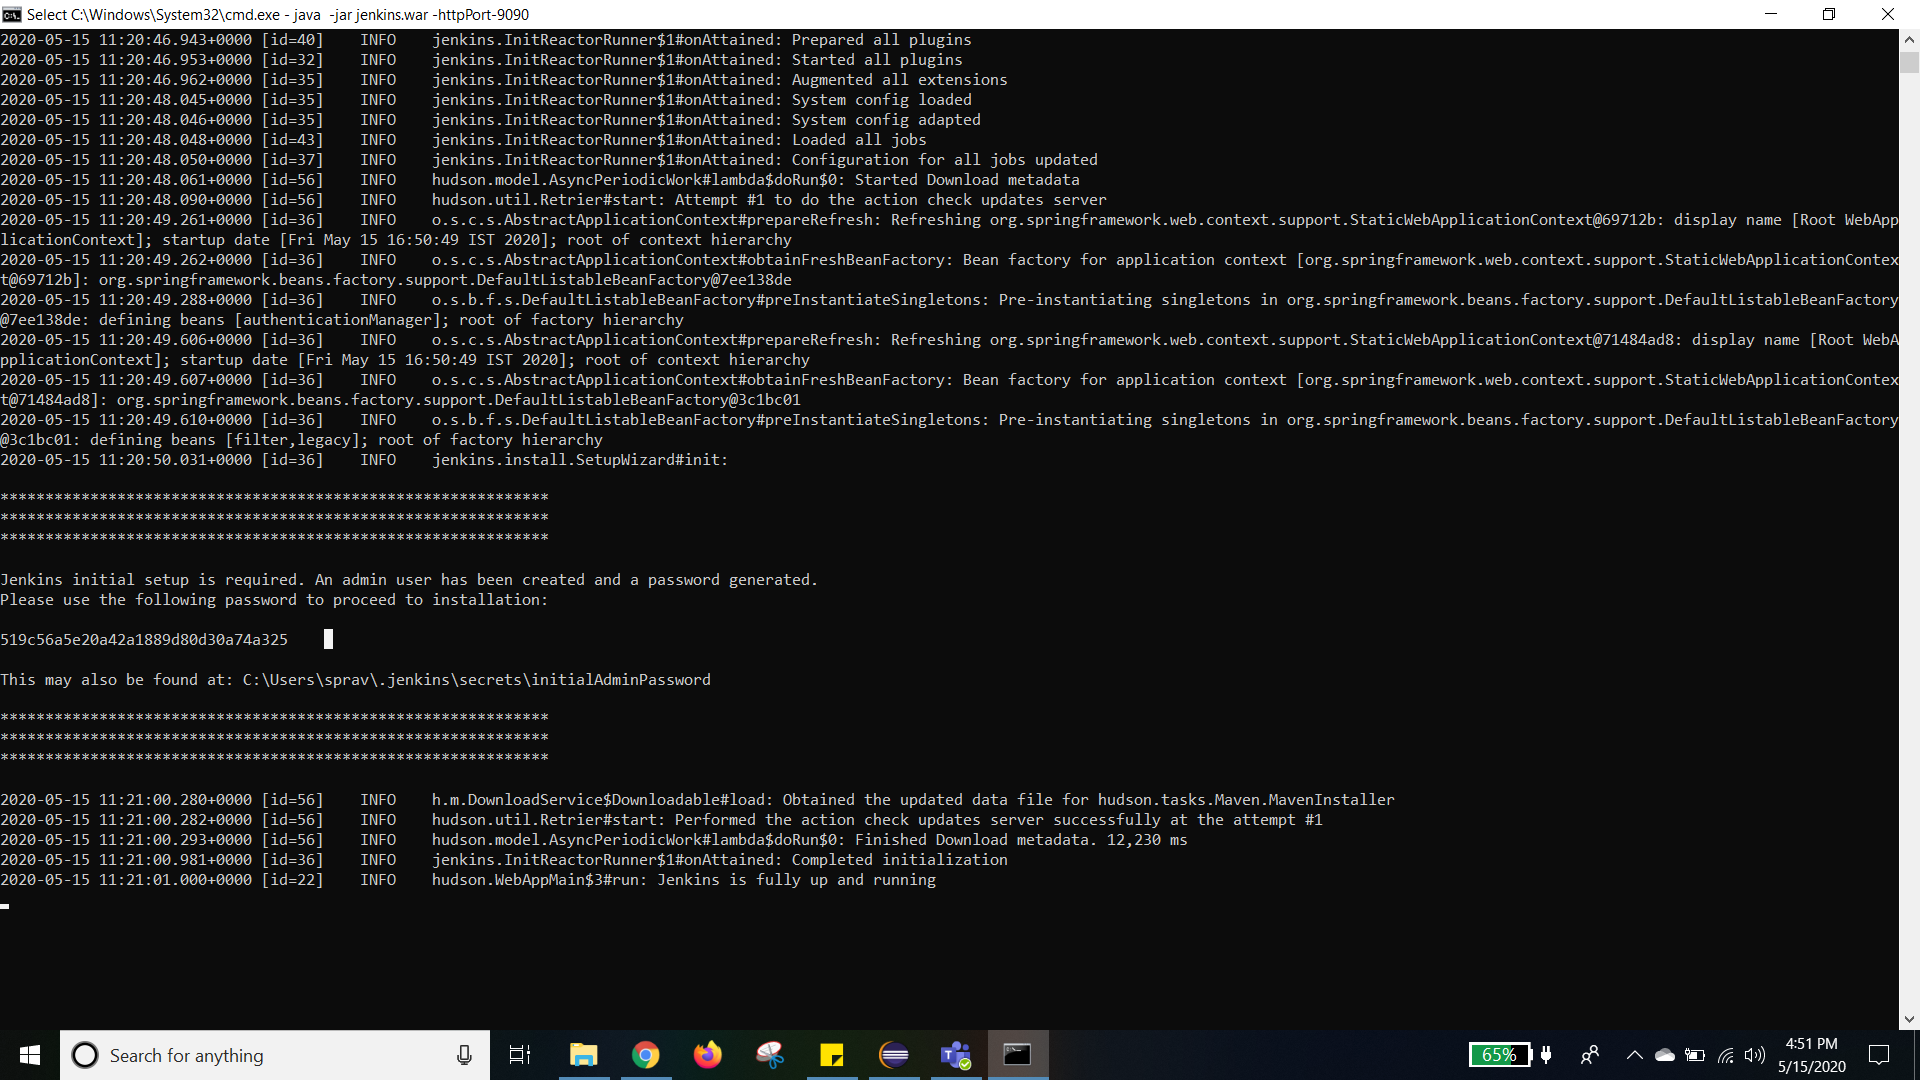 Select C:\Windows\System32\cmd.exe - java  -jar jenkins.war -httpPort-9090
2020-05-15 11:20:46.943+0000 [id=40]    INFO    jenkins.InitReactorRunner$1#onAttained: Prepared all plugins
2020-05-15 11:20:46.953+0000 [id=32]    INFO    jenkins.InitReactorRunner$1#onAttained: Started all plugins
2020-05-15 11:20:46.962+0000 [id=35]    INFO    jenkins.InitReactorRunner$1#onAttained: Augmented all extensions
2020-05-15 11:20:48.045+0000 [id=35]    INFO    jenkins.InitReactorRunner$1#onAttained: System config loaded
2020-05-15 11:20:48.046+0000 [id=35]    INFO    jenkins.InitReactorRunner$1#onAttained: System config adapted
2020-05-15 11:20:48.048+0000 [id=43]    INFO    jenkins.InitReactorRunner$1#onAttained: Loaded all jobs
2020-05-15 11:20:48.050+0000 [id=37]    INFO    jenkins.InitReactorRunner$1#onAttained: Configuration for all jobs updated
2020-05-15 11:20:48.061+0000 [id=56]    INFO    hudson.model.AsyncPeriodicWork#lambda$doRun$0: Started Download metadata
2020-05-15 11:20:48.090+0000 [id=56]    INFO    hudson.util.Retrier#start: Attempt #1 to do the action check updates server
2020-05-15 11:20:49.261+0000 [id=36]    INFO    o.s.c.s.AbstractApplicationContext#prepareRefresh: Refreshing org.springframework.web.context.support.StaticWebApplicationContext@69712b: display name [Root WebApp
licationContext]; startup date [Fri May 15 16:50:49 IST 2020]; root of context hierarchy
2020-05-15 11:20:49.262+0000 [id=36]    INFO    o.s.c.s.AbstractApplicationContext#obtainFreshBeanFactory: Bean factory for application context [org.springframework.web.context.support.StaticWebApplicationContex
t@69712b]: org.springframework.beans.factory.support.DefaultListableBeanFactory@7ee138de
2020-05-15 11:20:49.288+0000 [id=36]    INFO    o.s.b.f.s.DefaultListableBeanFactory#preInstantiateSingletons: Pre-instantiating singletons in org.springframework.beans.factory.support.DefaultListableBeanFactory
@7ee138de: defining beans [authenticationManager]; root of factory hierarchy
2020-05-15 11:20:49.606+0000 [id=36]    INFO    o.s.c.s.AbstractApplicationContext#prepareRefresh: Refreshing org.springframework.web.context.support.StaticWebApplicationContext@71484ad8: display name [Root WebA
pplicationContext]; startup date [Fri May 15 16:50:49 IST 2020]; root of context hierarchy
2020-05-15 11:20:49.607+0000 [id=36]    INFO    o.s.c.s.AbstractApplicationContext#obtainFreshBeanFactory: Bean factory for application context [org.springframework.web.context.support.StaticWebApplicationContex
t@71484ad8]: org.springframework.beans.factory.support.DefaultListableBeanFactory@3c1bc01
2020-05-15 11:20:49.610+0000 [id=36]    INFO    o.s.b.f.s.DefaultListableBeanFactory#preInstantiateSingletons: Pre-instantiating singletons in org.springframework.beans.factory.support.DefaultListableBeanFactory
@3c1bc01: defining beans [filter,legacy]; root of factory hierarchy
2020-05-15 11:20:50.031+0000 [id=36]    INFO    jenkins.install.SetupWizard#init:
*************************************************************
*************************************************************
*************************************************************
Jenkins initial setup is required. An admin user has been created and a password generated.
Please use the following password to proceed to installation:
519c56a5e20a42a1889d80d30a74a325
This may also be found at: C:\Users\sprav\.jenkins\secrets\initialAdminPassword
*************************************************************
*************************************************************
*************************************************************
2020-05-15 11:21:00.280+0000 [id=56]    INFO    h.m.DownloadService$Downloadable#load: Obtained the updated data file for hudson.tasks.Maven.MavenInstaller
2020-05-15 11:21:00.282+0000 [id=56]    INFO    hudson.util.Retrier#start: Performed the action check updates server successfully at the attempt #1
2020-05-15 11:21:00.293+0000 [id=56]    INFO    hudson.model.AsyncPeriodicWork#lambda$doRun$0: Finished Download metadata. 12,230 ms
2020-05-15 11:21:00.981+0000 [id=36]    INFO    jenkins.InitReactorRunner$1#onAttained: Completed initialization
2020-05-15 11:21:01.000+0000 [id=22]    INFO    hudson.WebAppMain$3#run: Jenkins is fully up and running
Search for anything
65%
4:51 PM
5/15/2020